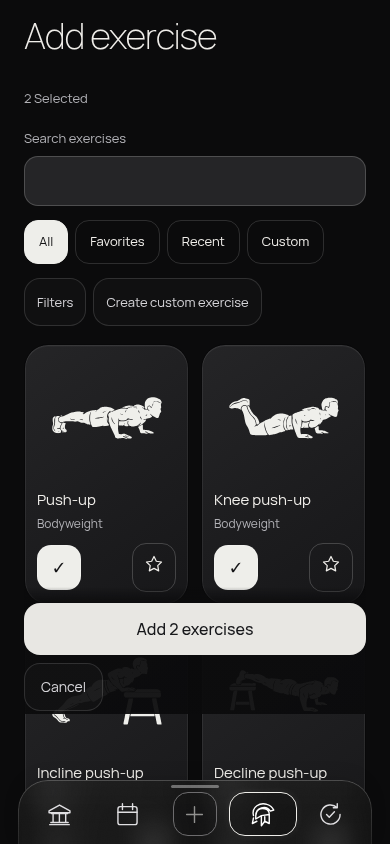 Add exercise
2 Selected
Search exercises
All Favorites Recent Custom
Filters Create custom exercise
Push-up Knee push-up
Bodyweight Bodyweight
✓ ✓
Add 2 exercises
Cancel
Incline push-up Decline push-up